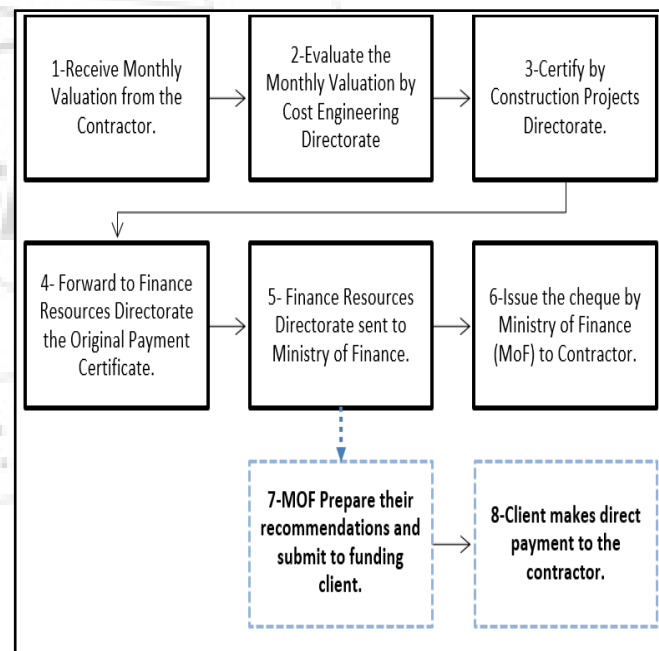 1-Receive Monthly
Valuation from the
Contractor.
2-Evaluate the
Monthly Valuation by
Cost Engineering
Directorate
3-Certify by
Construction Projects
Directorate.
4- Forward to Finance
Resources Directorate
the Original Payment
Certificate.
5- Finance Resources
Directorate sent to
Ministry of Finance.
6-Issue the cheque by
Ministry of Finance
(MoF) to Contractor.
7-MOF Prepare their
recommendations and
submit to funding
client.
8-Client makes direct
payment to the
contractor.